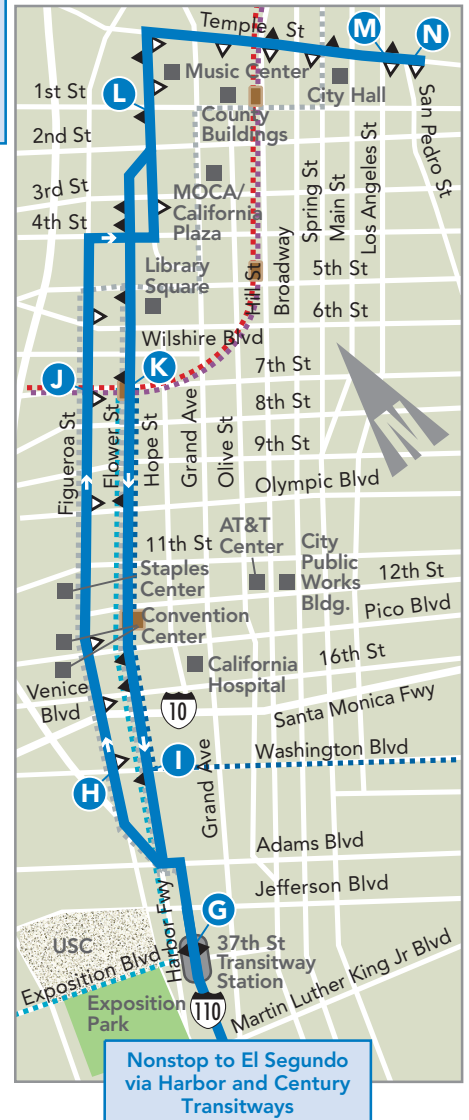 Temple St
M
N
Music Center
City Hall
1st St
L
County
Buildings
San Pedro St
2nd St
3rd St
MOCA/
California
Plaza
Spring St
Main St
Los Angeles St
4th St
Hill St
Broadway
Library
Square
5th St
6th St
Wilshire Blvd
J
K
7th St
8th St
9th St
Figueroa St
Flower St
Hope St
Grand Ave
Olive St
N
Olympic Blvd
11th St
AT&T
Center
City
Public
Works
Bldg.
Staples
Center
12th St
Convention
Center
Pico Blvd
16th St
California
Hospital
Venice
Blvd
10
Santa Monica Fwy
H
I
Washington Blvd
Grand Ave
Adams Blvd
Jefferson Blvd
Harbor Fwy
G
USC
37th St
Transitway
Station
Exposition Blvd
Exposition
Park
110
Martin Luther King Jr Blvd
Nonstop to El Segundo
via Harbor and Century
Transitways